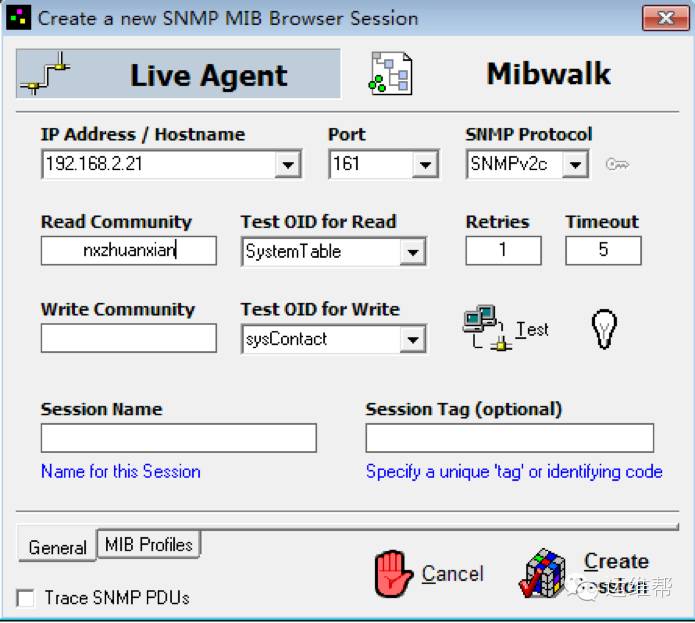 Create a new SNMP MIB Browser Session
Live Agent
Mibwalk
IP Address / Hostname
Port
SNMP Protocol
192.168.2.21
161
SNMPv2c
Read Community
Test OID for Read
Retries
Timeout
nxzhuanxian
SystemTable
1
5
Write Community
Test OID for Write
sysContact
Test
Session Name
Session Tag (optional)
Name for this Session
Specify a unique 'tag' or identifying code
General
MIB Profiles
Cancel
Create
Session
运维帮
Trace SNMP PDUs